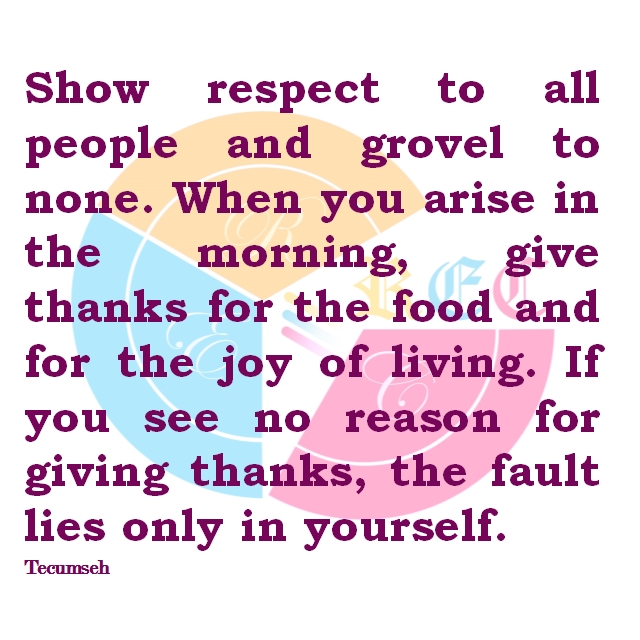 Show respect to all
people and grovel to
none. When you arise in
the morning, give
thanks for the food and
for the joy of living. If
you see no reason for
giving thanks, the fault
lies only in yourself.
Tecumseh
B E C
B
E
C